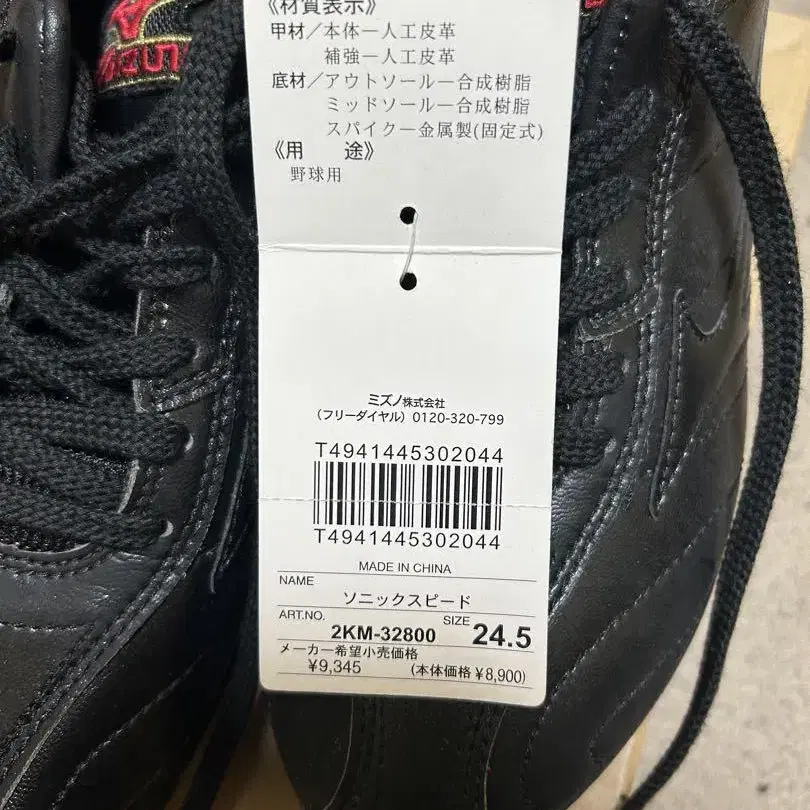 MIZUNO
《材質表示》
甲材／本体ー人工皮革
補強ー人工皮革
底材／アウトソールー合成樹脂
ミッドソールー合成樹脂
スパイクー金属製(固定式)
《用　途》
野球用
ミズノ株式会社
（フリーダイヤル）0120-320-799
T4941445302044
T4941445302044
MADE IN CHINA
NAME
ソニックスピード
ART.NO. 2KM-32800 SIZE 24.5
メーカー希望小売価格
¥9,345 (本体価格¥8,900)